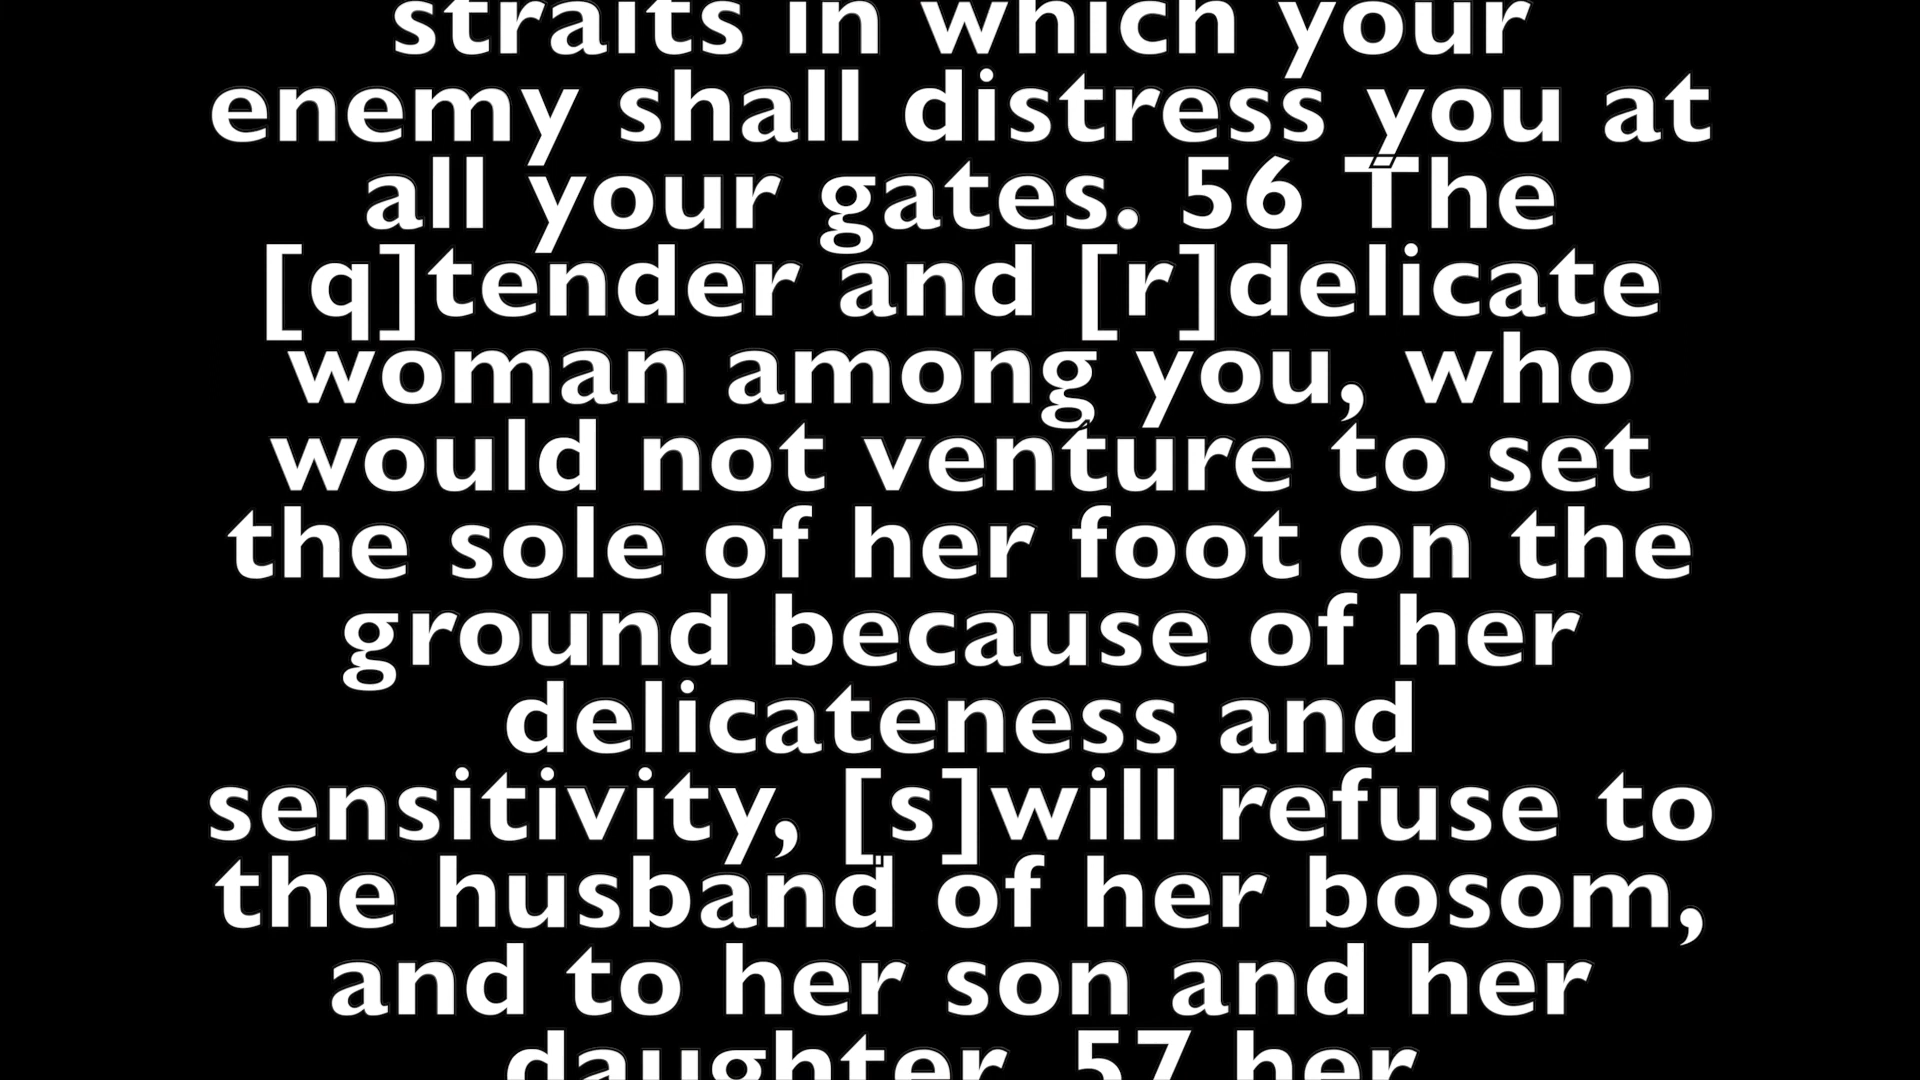 straits in which your
enemy shall distress you at
all your gates. 56 The
[q]tender and [r]delicate
woman among you, who
would not venture to set
the sole of her foot on the
ground because of her
delicateness and
sensitivity, [s]will refuse to
the husband of her bosom,
and to her son and her
daughter 57 her